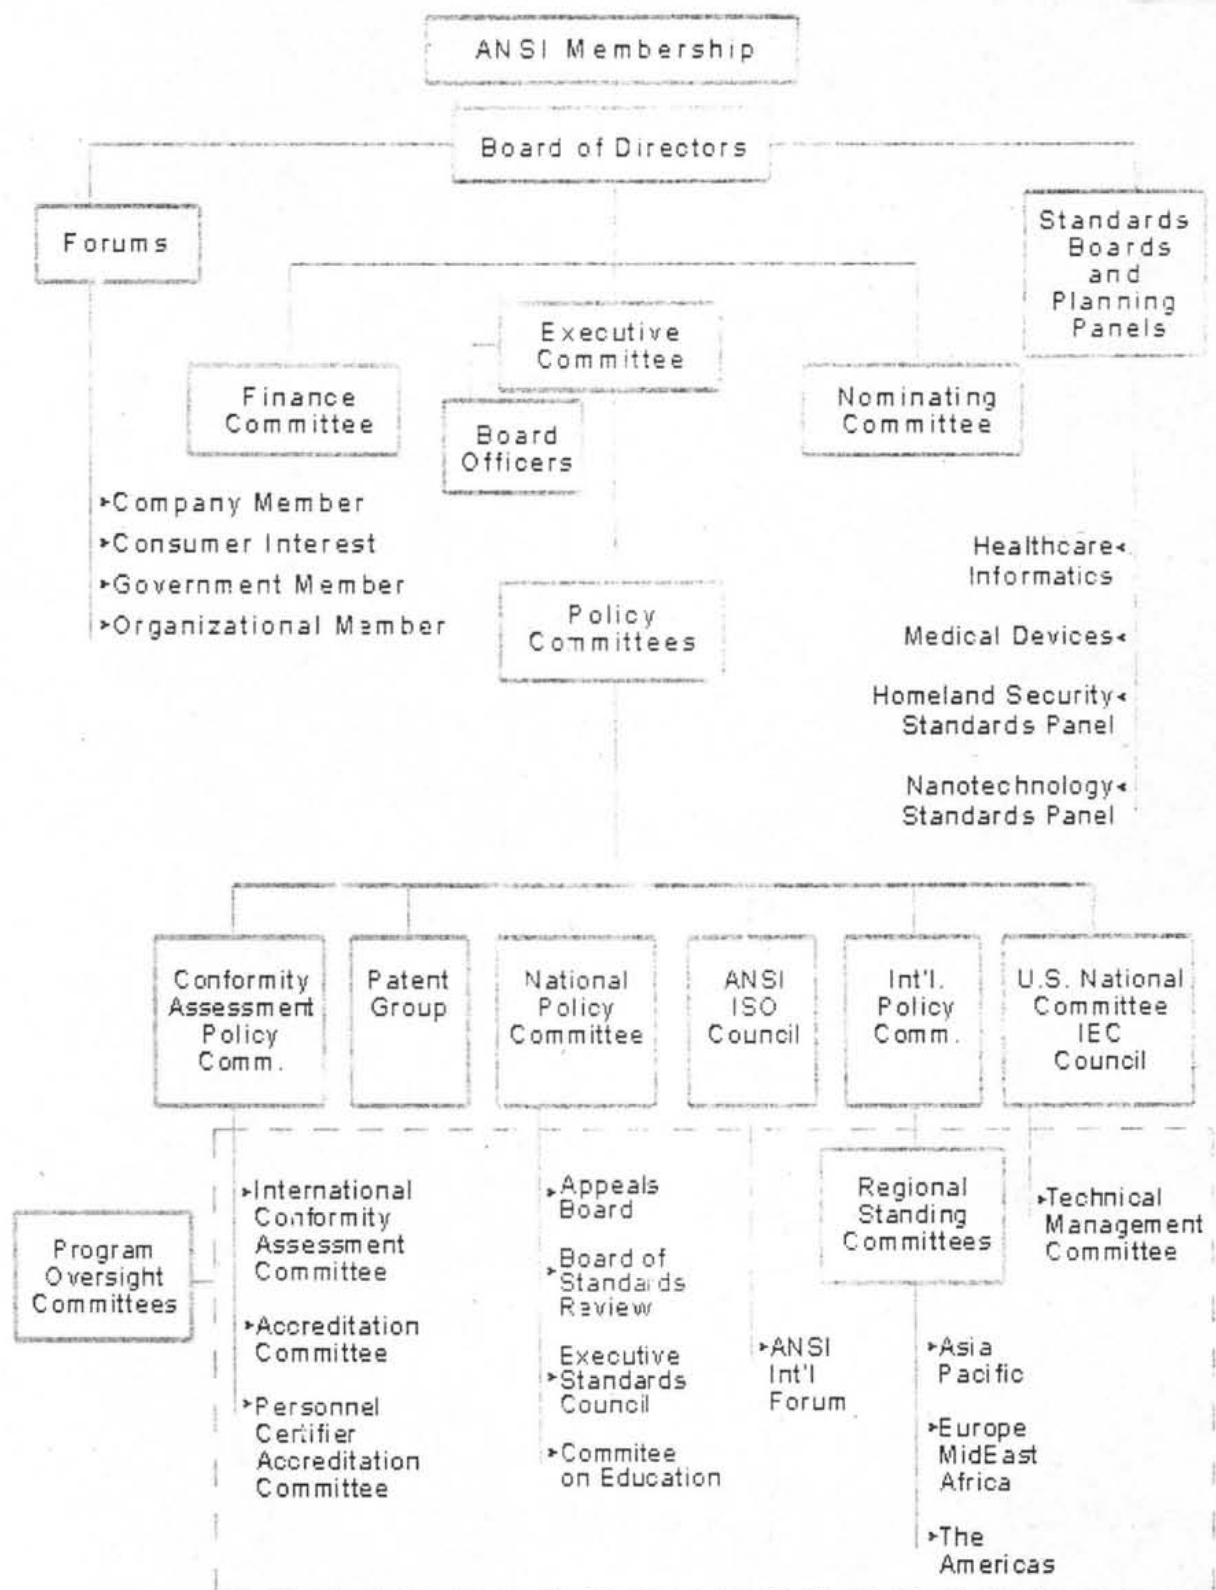 ANSI Membership
Board of Directors
Forums
Standards
Boards
and
Planning
Panels
Executive
Committee
Finance
Committee
Nominating
Committee
Board
Officers
Company Member
Consumer Interest
Government Member
Organizational Member
Healthcare
Informatics
Medical Devices
Homeland Security
Standards Panel
Nanotechnology
Standards Panel
Policy
Committees
Conformity
Assessment
Policy
Comm.
Patent
Group
National
Policy
Committee
ANSI
ISO
Council
Int'l.
Policy
Comm.
U.S. National
Committee
IEC
Council
Program
Oversight
Committees
International
Conformity
Assessment
Committee
Accreditation
Committee
Personnel
Certifier
Accreditation
Committee
Appeals
Board
Board of
Standards
Review
Executive
Standards
Council
Commitee
on Education
ANSI
Int'l
Forum
Regional
Standing
Committees
Asia
Pacific
Europe
MidEast
Africa
The
Americas
Technical
Management
Committee